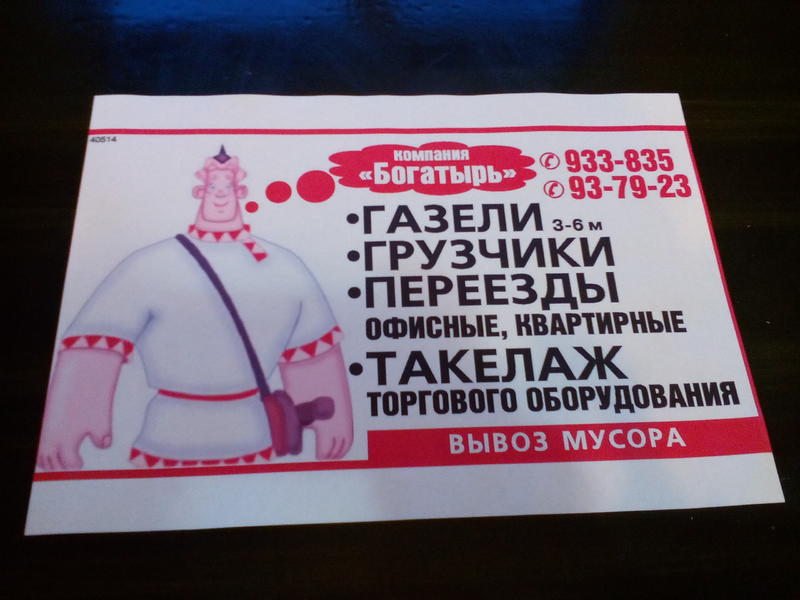 40514
компания
«Богатырь»
✆ 933-835
✆ 93-79-23
•ГАЗЕЛИ 3-6 м
•ГРУЗЧИКИ
•ПЕРЕЕЗДЫ
ОФИСНЫЕ, КВАРТИРНЫЕ
•ТАКЕЛАЖ
ТОРГОВОГО ОБОРУДОВАНИЯ
ВЫВОЗ МУСОРА